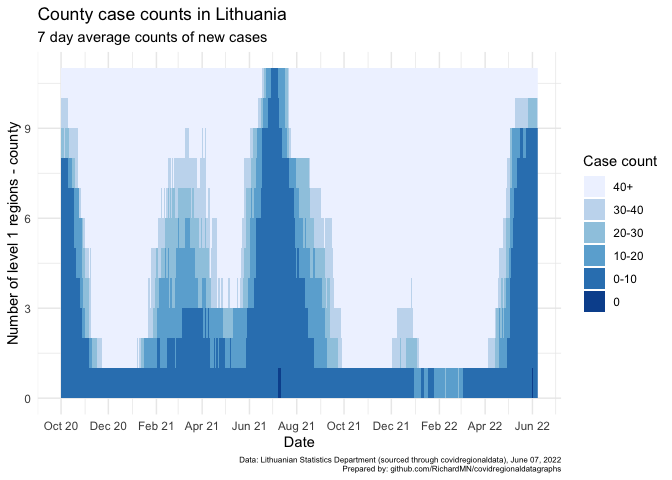 County case counts in Lithuania
7 day average counts of new cases
Number of level 1 regions - county
9
6
3
0
Oct 20 Dec 20 Feb 21 Apr 21 Jun 21 Aug 21 Oct 21 Dec 21 Feb 22 Apr 22 Jun 22
Date
Case count
40+
30-40
20-30
10-20
0-10
0
Data: Lithuanian Statistics Department (sourced through covidregionaldata), June 07, 2022
Prepared by: github.com/RichardMN/covidregionaldatagraphs